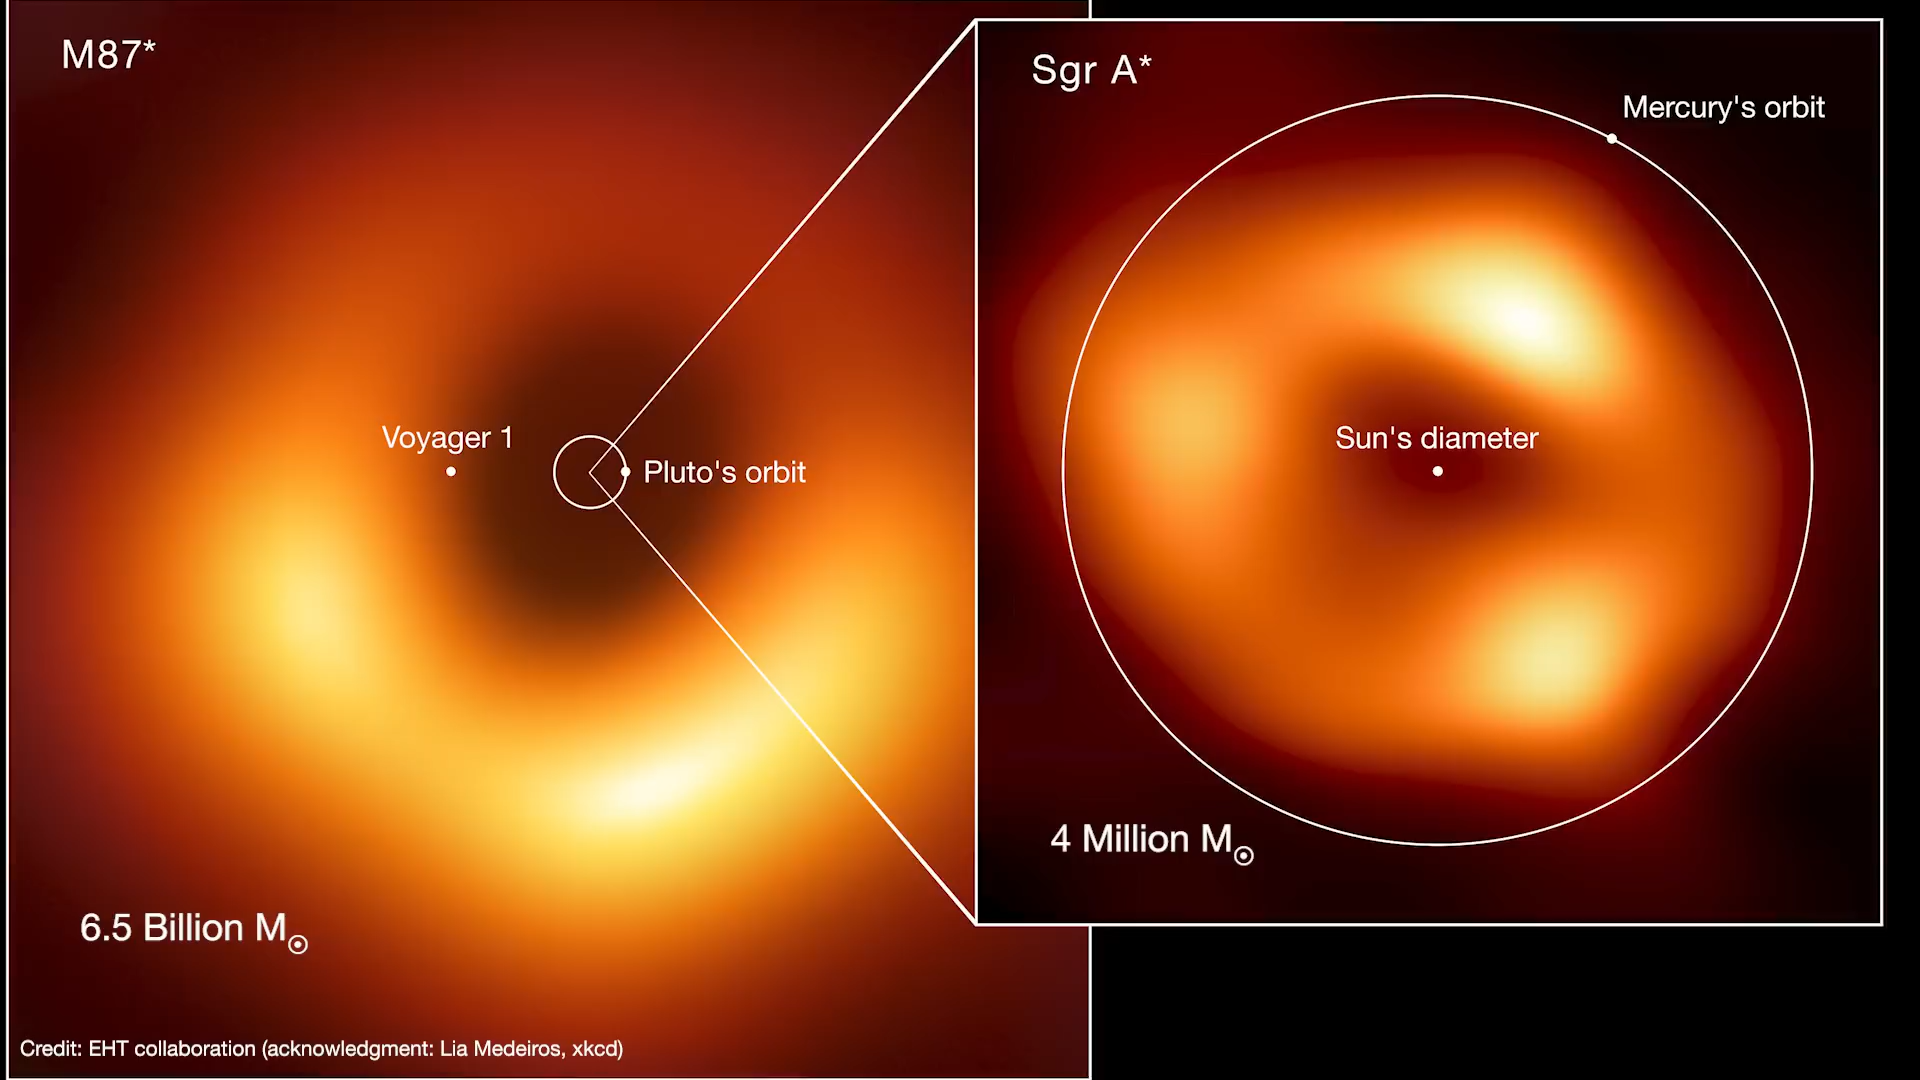 M87*
Sgr A*
Mercury's orbit
Voyager 1
Pluto's orbit
Sun's diameter
4 Million M☉
6.5 Billion M☉
Credit: EHT collaboration (acknowledgment: Lia Medeiros, xkcd)